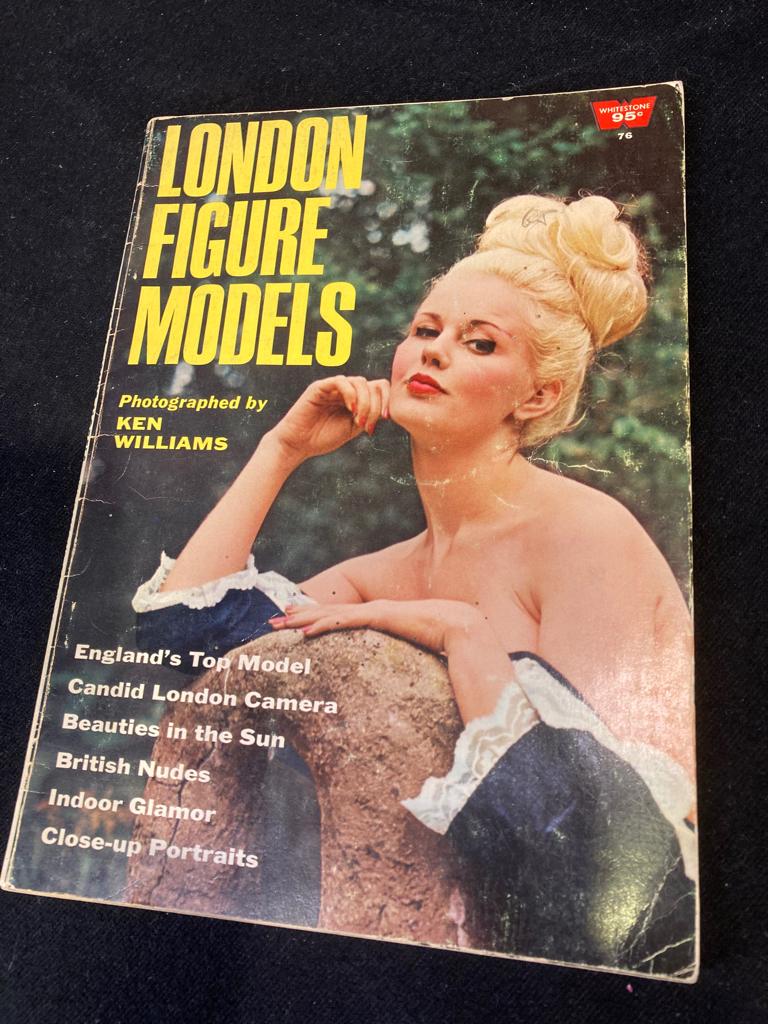 WHITESTONE
95¢
76
LONDON
FIGURE
MODELS
Photographed by
KEN
WILLIAMS
England's Top Model
Candid London Camera
Beauties in the Sun
British Nudes
Indoor Glamor
Close-up Portraits